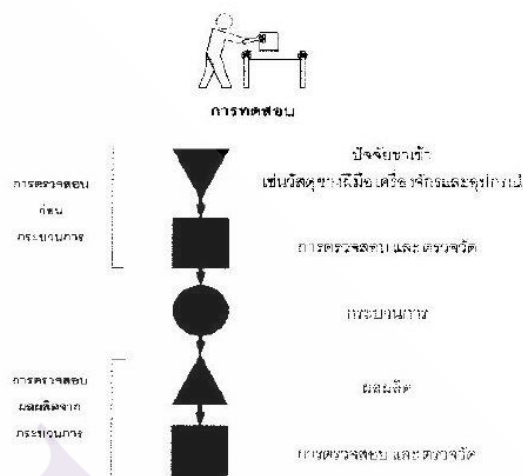 การทดสอบ
ปัจจัยขาเข้า
เช่นวัสดุช่างฝีมือเครื่องจักรและอุปกรณ์
การตรวจสอบ
ก่อน
กระบวนการ
การตรวจสอบ และตรวจวัด
กระบวนการ
การตรวจสอบ
ผลผลิตจาก
กระบวนการ
ผลผลิต
การตรวจสอบ และตรวจวัด